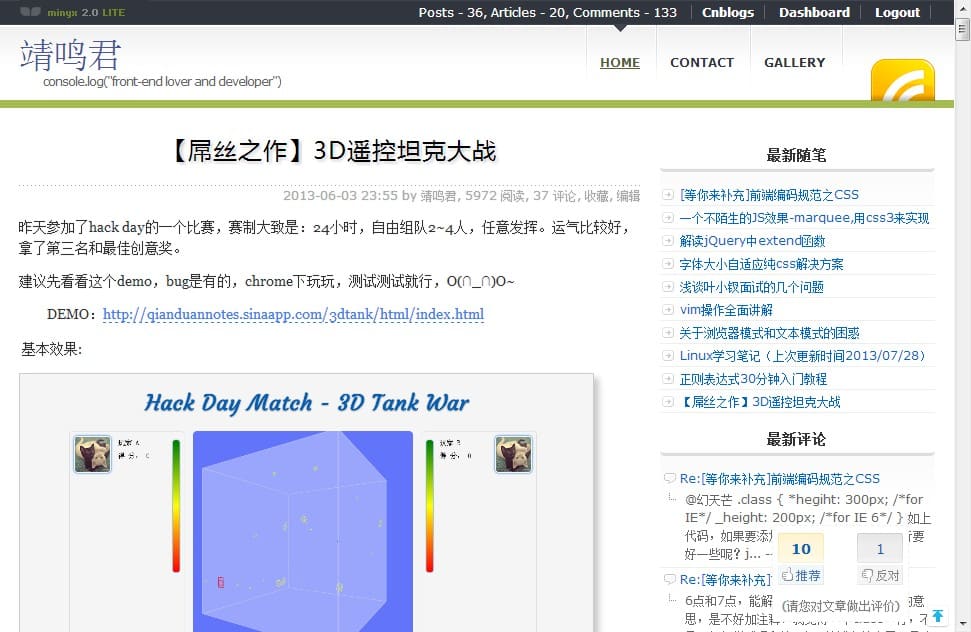 minyx 2.0 LITE
Posts - 36, Articles - 20, Comments - 133
Cnblogs
Dashboard
Logout
靖鸣君
console.log("front-end lover and developer")
HOME
CONTACT
GALLERY
【屌丝之作】3D遥控坦克大战
2013-06-03 23:55 by 靖鸣君, 5972 阅读, 37 评论, 收藏, 编辑
昨天参加了hack day的一个比赛，赛制大致是：24小时，自由组队2~4人，任意发挥。运气比较好，
拿了第三名和最佳创意奖。
建议先看看这个demo，bug是有的，chrome下玩玩，测试测试就行，O(∩_∩)O~
DEMO：http://qianduannotes.sinaapp.com/3dtank/html/index.html
基本效果:
Hack Day Match - 3D Tank War
玩家 A
得分: 0
玩家 B
得分: 0
最新随笔
[等你来补充]前端编码规范之CSS
一个不陌生的JS效果-marquee,用css3来实现
解读jQuery中extend函数
字体大小自适应纯css解决方案
浅谈叶小钗面试的几个问题
vim操作全面讲解
关于浏览器模式和文本模式的困惑
Linux学习笔记（上次更新时间2013/07/28）
正则表达式30分钟入门教程
【屌丝之作】3D遥控坦克大战
最新评论
Re:[等你来补充]前端编码规范之CSS
@幻天芒 .class { *hegiht: 300px; /*for
IE*/ _height: 200px; /*for IE 6*/ } 如上
代码，如果要添
要
好一些呢？j... --
Re:[等你来补充]
6点和7点，能解
的意
思，是不好加注释
10
推荐
1
反对
(请您对文章做出评价)